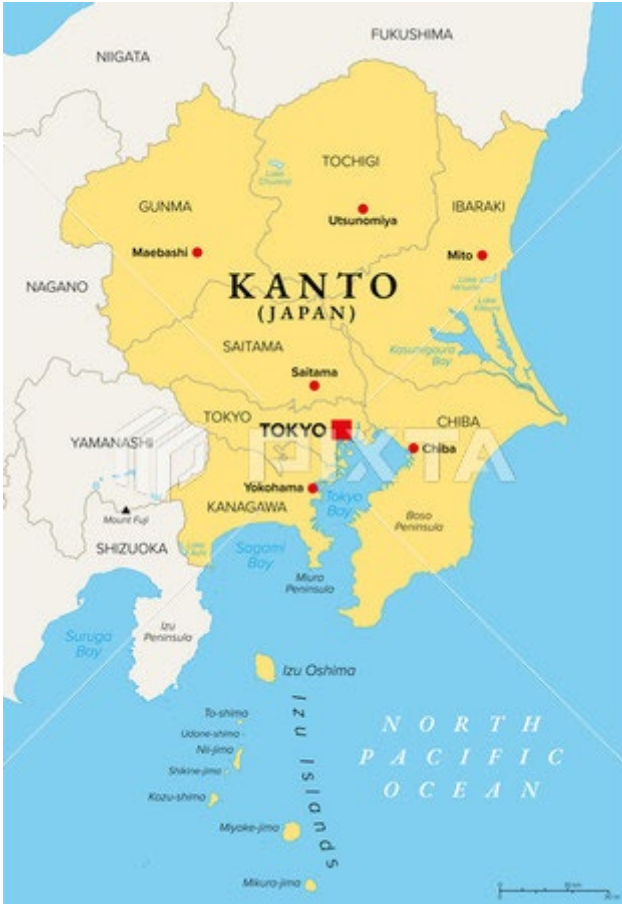 FUKUSHIMA
NIIGATA
TOCHIGI
Lake
Chuzenji
GUNMA
Utsunomiya
IBARAKI
Maebashi
Mito
NAGANO
KANTO
(JAPAN)
Lake
Hinuma
Lake
Kitaura
SAITAMA
Kasumigaura
Bay
Saitama
TOKYO
TOKYO
CHIBA
YAMANASHI
PIXTA
Chiba
Yokohama
Tokyo
Bay
KANAGAWA
Mount Fuji
Boso
Peninsula
SHIZUOKA
Lake
Ashi
Sagami
Bay
Miura
Peninsula
Izu
Peninsula
Suruga
Bay
Izu Oshima
Izu Islands
To-shima
Udone-shima
Nii-jima
Shikine-jima
Kozu-shima
Miyake-jima
Mikura-jima
NORTH
PACIFIC
OCEAN